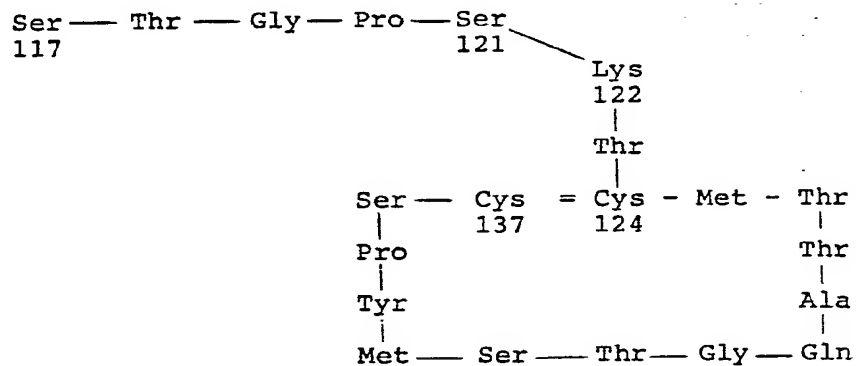 Ser — Thr — Gly — Pro — Ser
117 121
Lys
122
Thr
Ser — Cys = Cys - Met - Thr
137 124
Pro Thr
Tyr Ala
Met — Ser — Thr — Gly — Gln